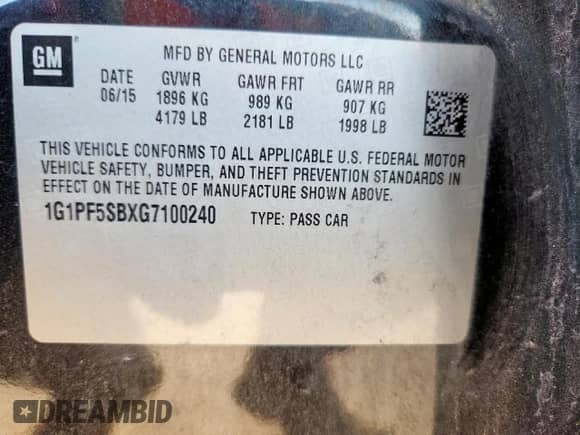 GM
MFD BY GENERAL MOTORS LLC
DATE GVWR GAWR FRT GAWR RR
06/15 1896 KG 989 KG 907 KG
4179 LB 2181 LB 1998 LB
THIS VEHICLE CONFORMS TO ALL APPLICABLE U.S. FEDERAL MOTOR
VEHICLE SAFETY, BUMPER, AND THEFT PREVENTION STANDARDS IN
EFFECT ON THE DATE OF MANUFACTURE SHOWN ABOVE.
1G1PF5SBXG7100240 TYPE: PASS CAR
DREAMBID